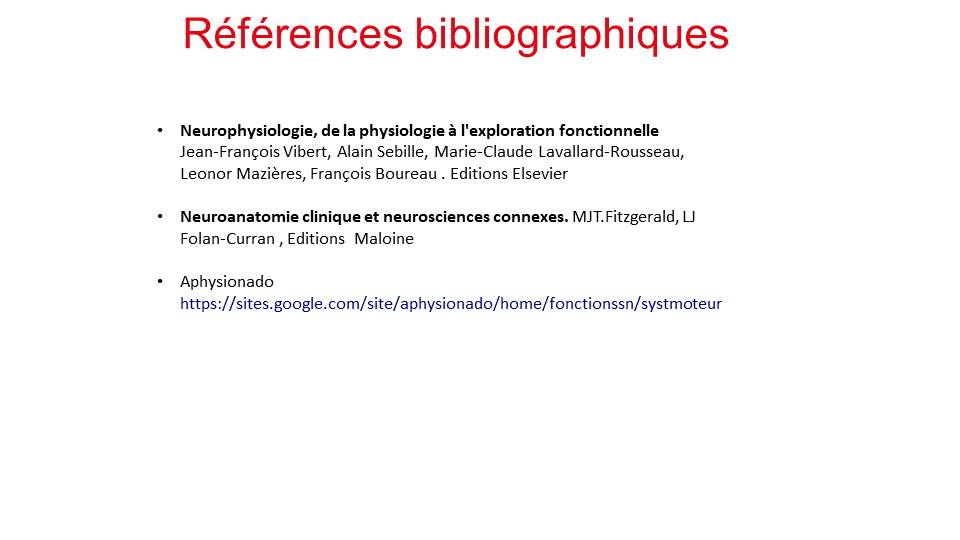 Références bibliographiques
• Neurophysiologie, de la physiologie à l'exploration fonctionnelle
Jean-François Vibert, Alain Sebille, Marie-Claude Lavallard-Rousseau,
Leonor Mazières, François Boureau . Editions Elsevier
• Neuroanatomie clinique et neurosciences connexes. MJT.Fitzgerald, LJ
Folan-Curran , Editions  Maloine
• Aphysionado
https://sites.google.com/site/aphysionado/home/fonctionssn/systmoteur